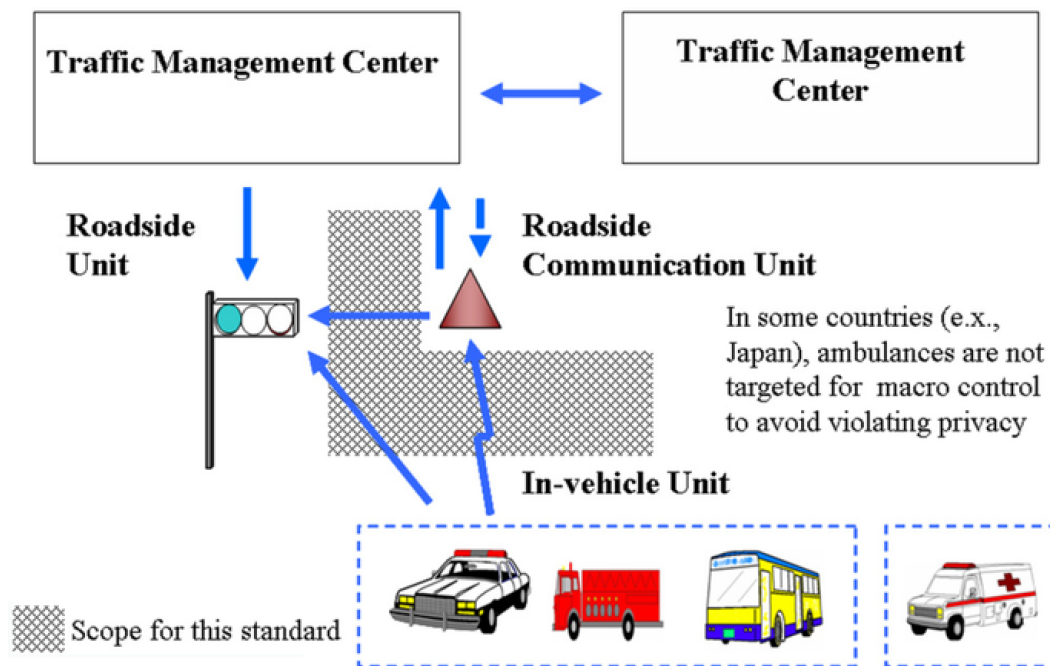 Traffic Management Center
Traffic Management
Center
Roadside
Unit
Roadside
Communication Unit
In some countries (e.x.,
Japan), ambulances are not
targeted for macro control
to avoid violating privacy
In-vehicle Unit
Scope for this standard